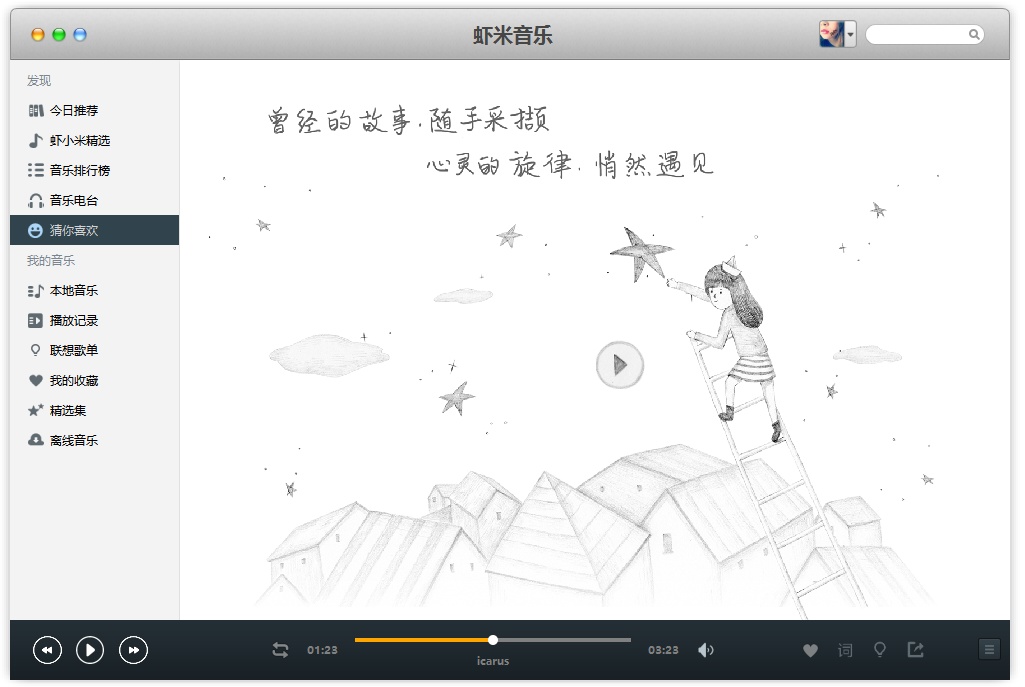 虾米音乐
发现
今日推荐
虾小米精选
音乐排行榜
音乐电台
猜你喜欢
我的音乐
本地音乐
播放记录
联想歌单
我的收藏
精选集
离线音乐
曾经的故事.随手采撷
心灵的旋律.悄然遇见
01:23
icarus
03:23
词